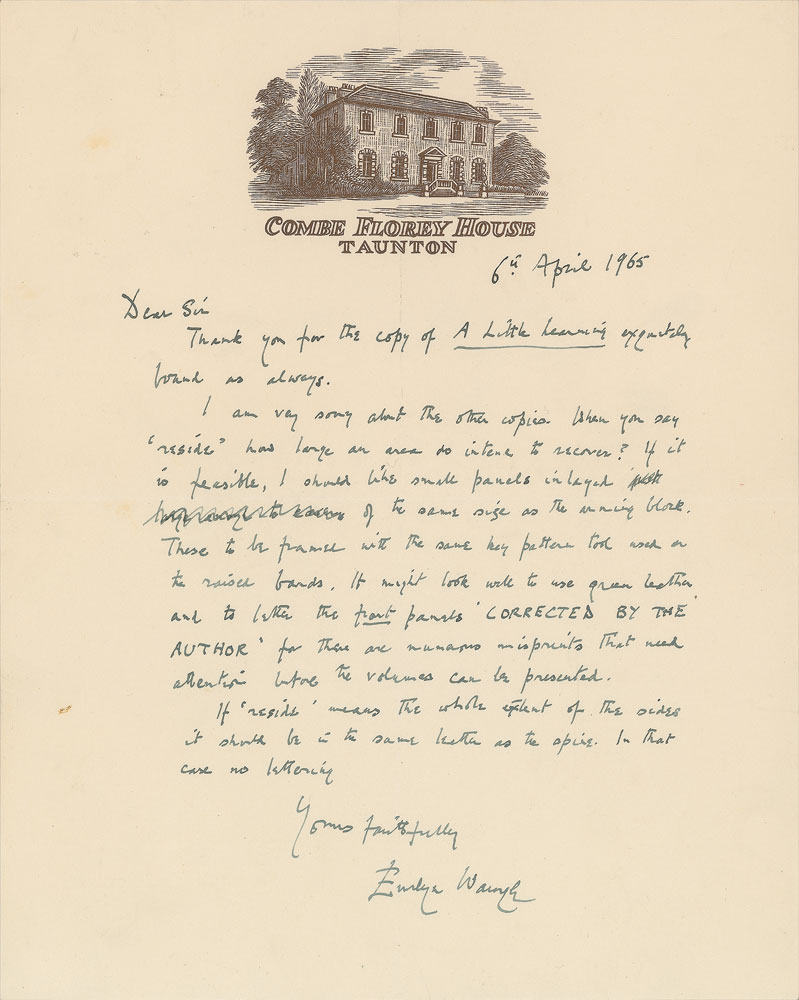 COMBE FLOREY HOUSE
TAUNTON
6th April 1965
Dear Sir
Thank you for the copy of A Little Learning exquisitely
bound as always.
I am very sorry about the other copies. When you say
"reside" how large an area do intend to recover? If it
is feasible, I should like small panels inlayed
of the same size as the running block.
These to be framed with the same key pattern tool used on
the raised bands. It might look well to use green leather
and to letter the front panels 'CORRECTED BY THE
AUTHOR' for there are numerous misprints that need
attention before the volumes can be presented.
If 'reside' means the whole extent of the sides
it should be in the same leather as the spine. In that
case no lettering
Yours faithfully
Evelyn Waugh